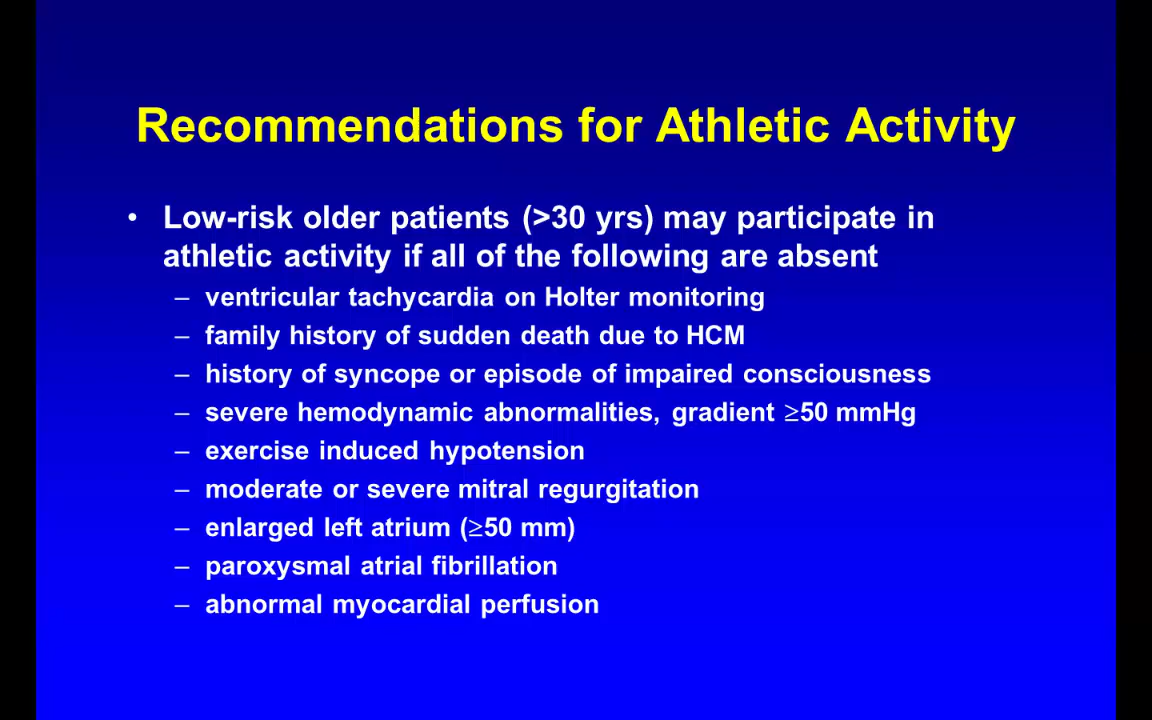 Recommendations for Athletic Activity
• Low-risk older patients (>30 yrs) may participate in
athletic activity if all of the following are absent
– ventricular tachycardia on Holter monitoring
– family history of sudden death due to HCM
– history of syncope or episode of impaired consciousness
– severe hemodynamic abnormalities, gradient ≥50 mmHg
– exercise induced hypotension
– moderate or severe mitral regurgitation
– enlarged left atrium (≥50 mm)
– paroxysmal atrial fibrillation
– abnormal myocardial perfusion